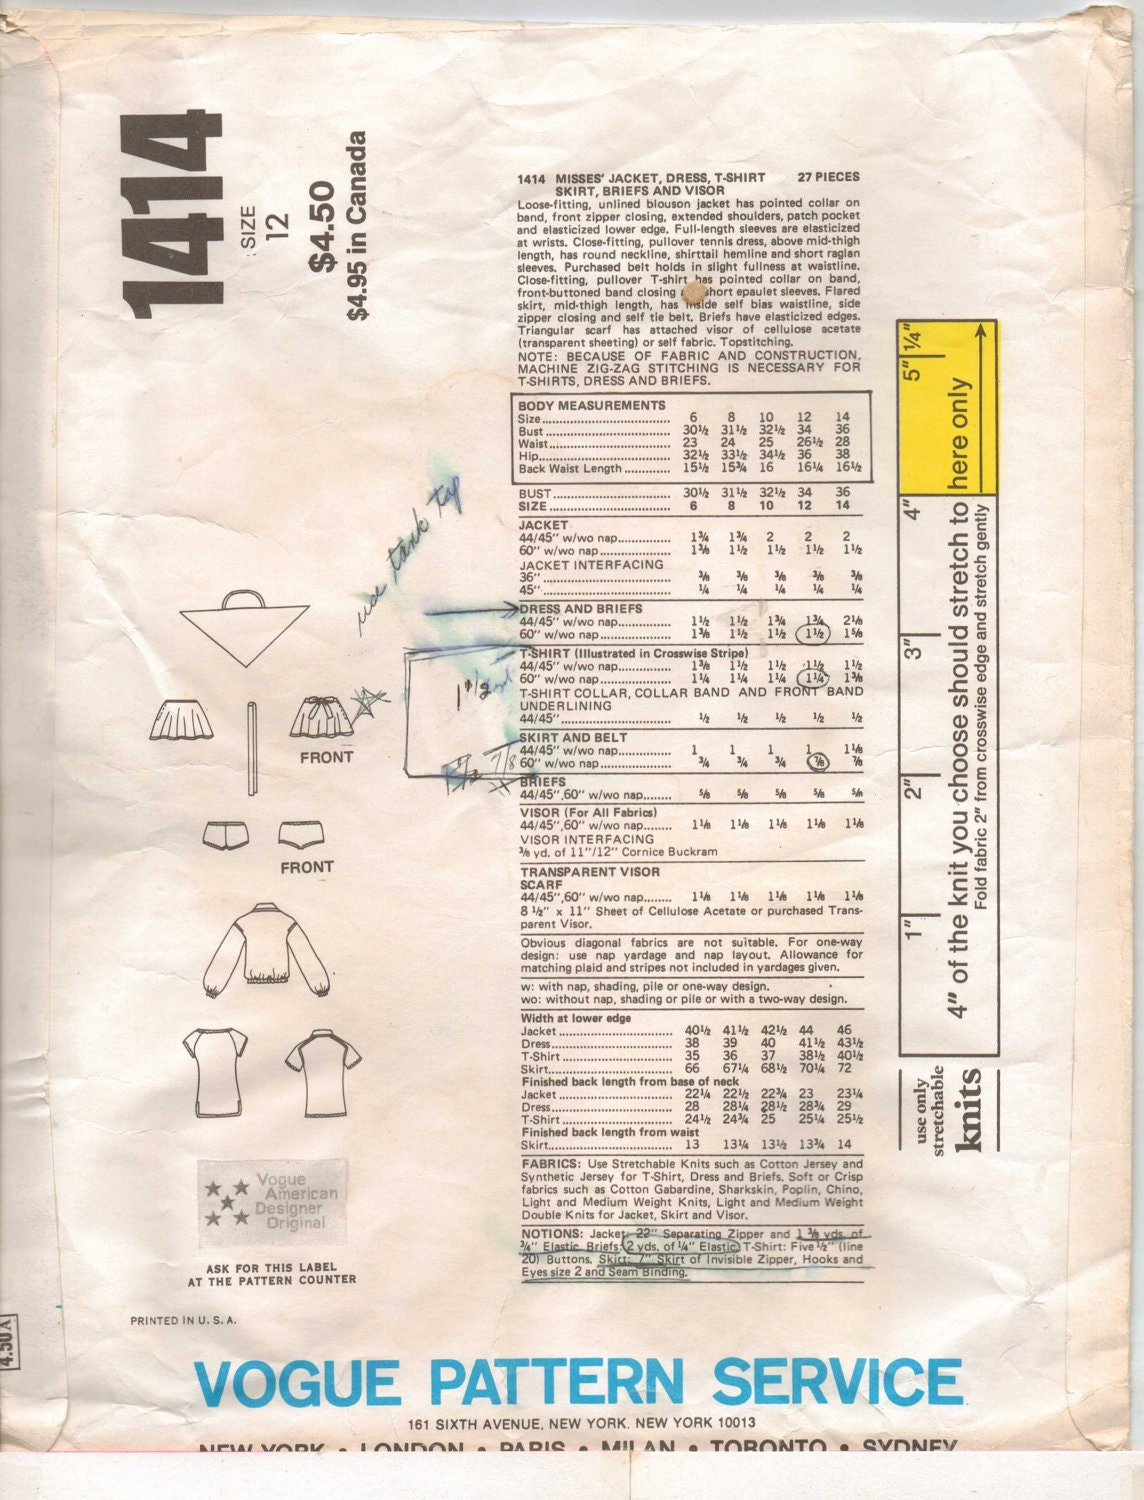 1414
SIZE
12
$4.50
$4.95 in Canada
1414 MISSES' JACKET, DRESS, T-SHIRT 27 PIECES
SKIRT, BRIEFS AND VISOR
Loose-fitting, unlined blouson jacket has pointed collar on
band, front zipper closing, extended shoulders, patch pocket
and elasticized lower edge. Full-length sleeves are elasticized
at wrists. Close-fitting, pullover tennis dress, above mid-thigh
length, has round neckline, shirttail hemline and short raglan
sleeves. Purchased belt holds in slight fullness at waistline.
Close-fitting, pullover T-shirt has pointed collar on band,
front-buttoned band closing short epaulet sleeves. Flared
skirt, mid-thigh length, has inside self bias waistline, side
zipper closing and self tie belt. Briefs have elasticized edges.
Triangular scarf has attached visor of cellulose acetate
(transparent sheeting) or self fabric. Topstitching.
NOTE: BECAUSE OF FABRIC AND CONSTRUCTION,
MACHINE ZIG-ZAG STITCHING IS NECESSARY FOR
T-SHIRTS, DRESS AND BRIEFS.
BODY MEASUREMENTS
Size 6 8 10 12 14
Bust 30½ 31½ 32½ 34 36
Waist 23 24 25 26½ 28
Hip 32½ 33½ 34½ 36 38
Back Waist Length 15½ 15¾ 16 16¼ 16½
BUST 30½ 31½ 32½ 34 36
SIZE 6 8 10 12 14
JACKET
44/45" w/wo nap 1¾ 1¾ 2 2 2
60" w/wo nap 1⅜ 1½ 1½ 1½ 1½
JACKET INTERFACING
36" ⅜ ⅜ ⅜ ⅜ ⅜
45" ¼ ¼ ¼ ¼ ¼
DRESS AND BRIEFS
44/45" w/wo nap 1½ 1½ 1¾ 1¾ 2⅛
60" w/wo nap 1⅜ 1½ 1½ 1½ 1⅝
T-SHIRT (Illustrated in Crosswise Stripe)
44/45" w/wo nap 1⅜ 1½ 1½ 1½ 1½
60" w/wo nap 1¼ 1¼ 1¼ 1¼ 1⅜
T-SHIRT COLLAR, COLLAR BAND AND FRONT BAND
UNDERLINING
44/45" ½ ½ ½ ½ ½
SKIRT AND BELT
44/45" w/wo nap 1 1 1 1 1⅛
60" w/wo nap ¾ ¾ ¾ ⅞ ⅞
BRIEFS
44/45",60" w/wo nap ⅝ ⅝ ⅝ ⅝ ⅝
VISOR (For All Fabrics)
44/45",60" w/wo nap 1⅛ 1⅛ 1⅛ 1⅛ 1⅛
VISOR INTERFACING
⅜ yd. of 11"/12" Cornice Buckram
TRANSPARENT VISOR
SCARF
44/45",60" w/wo nap 1⅛ 1⅛ 1⅛ 1⅛ 1⅛
8 ½" x 11" Sheet of Cellulose Acetate or purchased Trans-
parent Visor.
Obvious diagonal fabrics are not suitable. For one-way
design: use nap yardage and nap layout. Allowance for
matching plaid and stripes not included in yardages given.
w: with nap, shading, pile or one-way design.
wo: without nap, shading or pile or with a two-way design.
Width at lower edge
Jacket 40½ 41½ 42½ 44 46
Dress 38 39 40 41½ 43½
T-Shirt 35 36 37 38½ 40½
Skirt 66 67¼ 68½ 70¼ 72
Finished back length from base of neck
Jacket 22¼ 22½ 22¾ 23 23¼
Dress 28 28¼ 28½ 28¾ 29
T-Shirt 24½ 24¾ 25 25¼ 25½
Finished back length from waist
Skirt 13 13¼ 13½ 13¾ 14
FABRICS: Use Stretchable Knits such as Cotton Jersey and
Synthetic Jersey for T-Shirt, Dress and Briefs. Soft or Crisp
fabrics such as Cotton Gabardine, Sharkskin, Poplin, Chino,
Light and Medium Weight Knits, Light and Medium Weight
Double Knits for Jacket, Skirt and Visor.
NOTIONS: Jacket: 22" Separating Zipper and 1 ⅜ yds. of
¾" Elastic. Briefs: 2 yds. of ¼" Elastic. T-Shirt: Five ½" (line
20) Buttons. Skirt: 7" Skirt of Invisible Zipper, Hooks and
Eyes size 2 and Seam Binding.
use tank top
1 1/2 yd
7/8
FRONT
FRONT
Vogue
American
Designer
Original
ASK FOR THIS LABEL
AT THE PATTERN COUNTER
PRINTED IN U. S. A.
4.50 A
1" 2" 3" 4" 5" ¼"
4" of the knit you choose should stretch to here only
Fold fabric 2" from crosswise edge and stretch gently
use only
stretchable
knits
VOGUE PATTERN SERVICE
161 SIXTH AVENUE, NEW YORK, NEW YORK 10013
NEW YORK • LONDON • PARIS • MILAN • TORONTO • SYDNEY